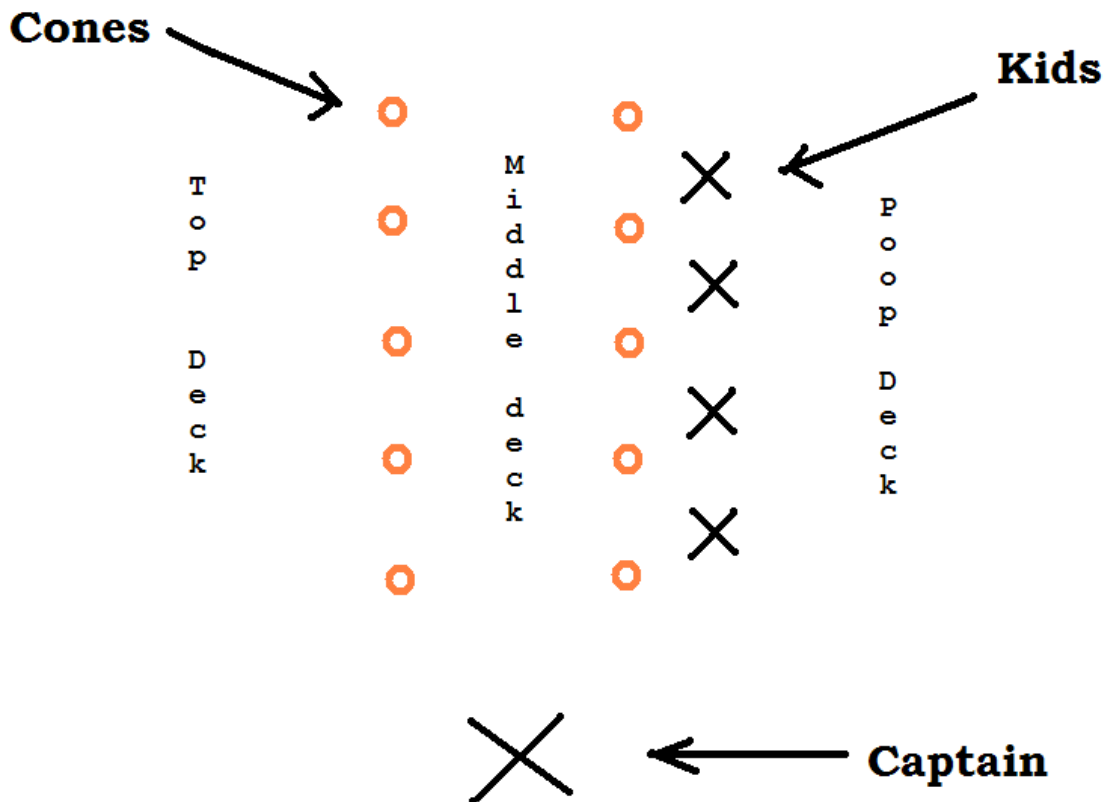 Cones
Kids
Top Deck
Middle deck
Poop Deck
Captain